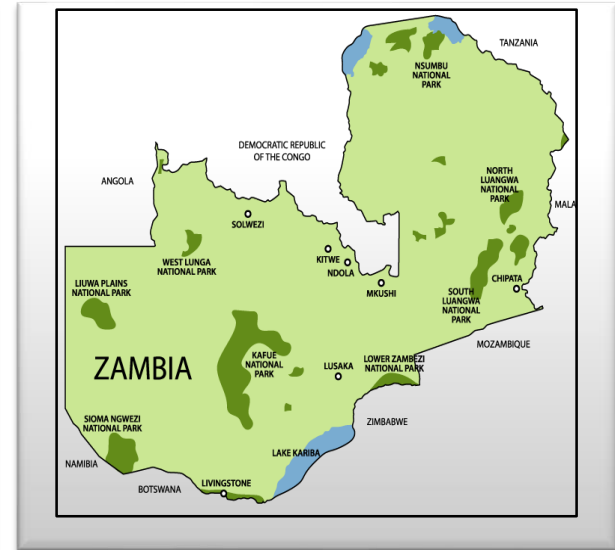 TANZANIA
NSUMBU
NATIONAL
PARK
DEMOCRATIC REPUBLIC
OF THE CONGO
ANGOLA
NORTH
LUANGWA
NATIONAL
PARK
MALA
SOLWEZI
KITWE
NDOLA
WEST LUNGA
NATIONAL PARK
MKUSHI
CHIPATA
LIUWA PLAINS
NATIONAL PARK
SOUTH
LUANGWA
NATIONAL
PARK
MOZAMBIQUE
ZAMBIA
KAFUE
NATIONAL
PARK
LUSAKA
LOWER ZAMBEZI
NATIONAL PARK
SIOMA NGWEZI
NATIONAL PARK
ZIMBABWE
LAKE KARIBA
NAMIBIA
BOTSWANA
LIVINGSTONE